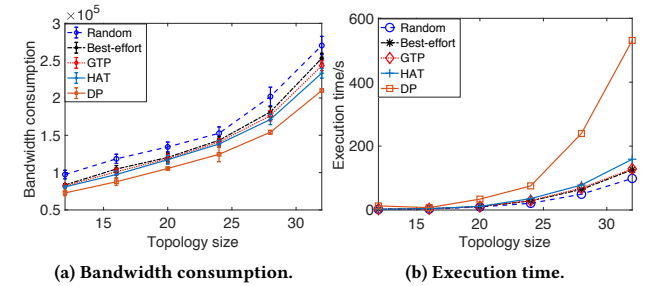 ×10⁵
3
2.5
2
1.5
1
0.5
Bandwidth consumption
Random
Best-effort
GTP
HAT
DP
15 20 25 30
Topology size
(a) Bandwidth consumption.
600
400
200
0
Execution time/s
Random
Best-effort
GTP
HAT
DP
15 20 25 30
Topology size
(b) Execution time.